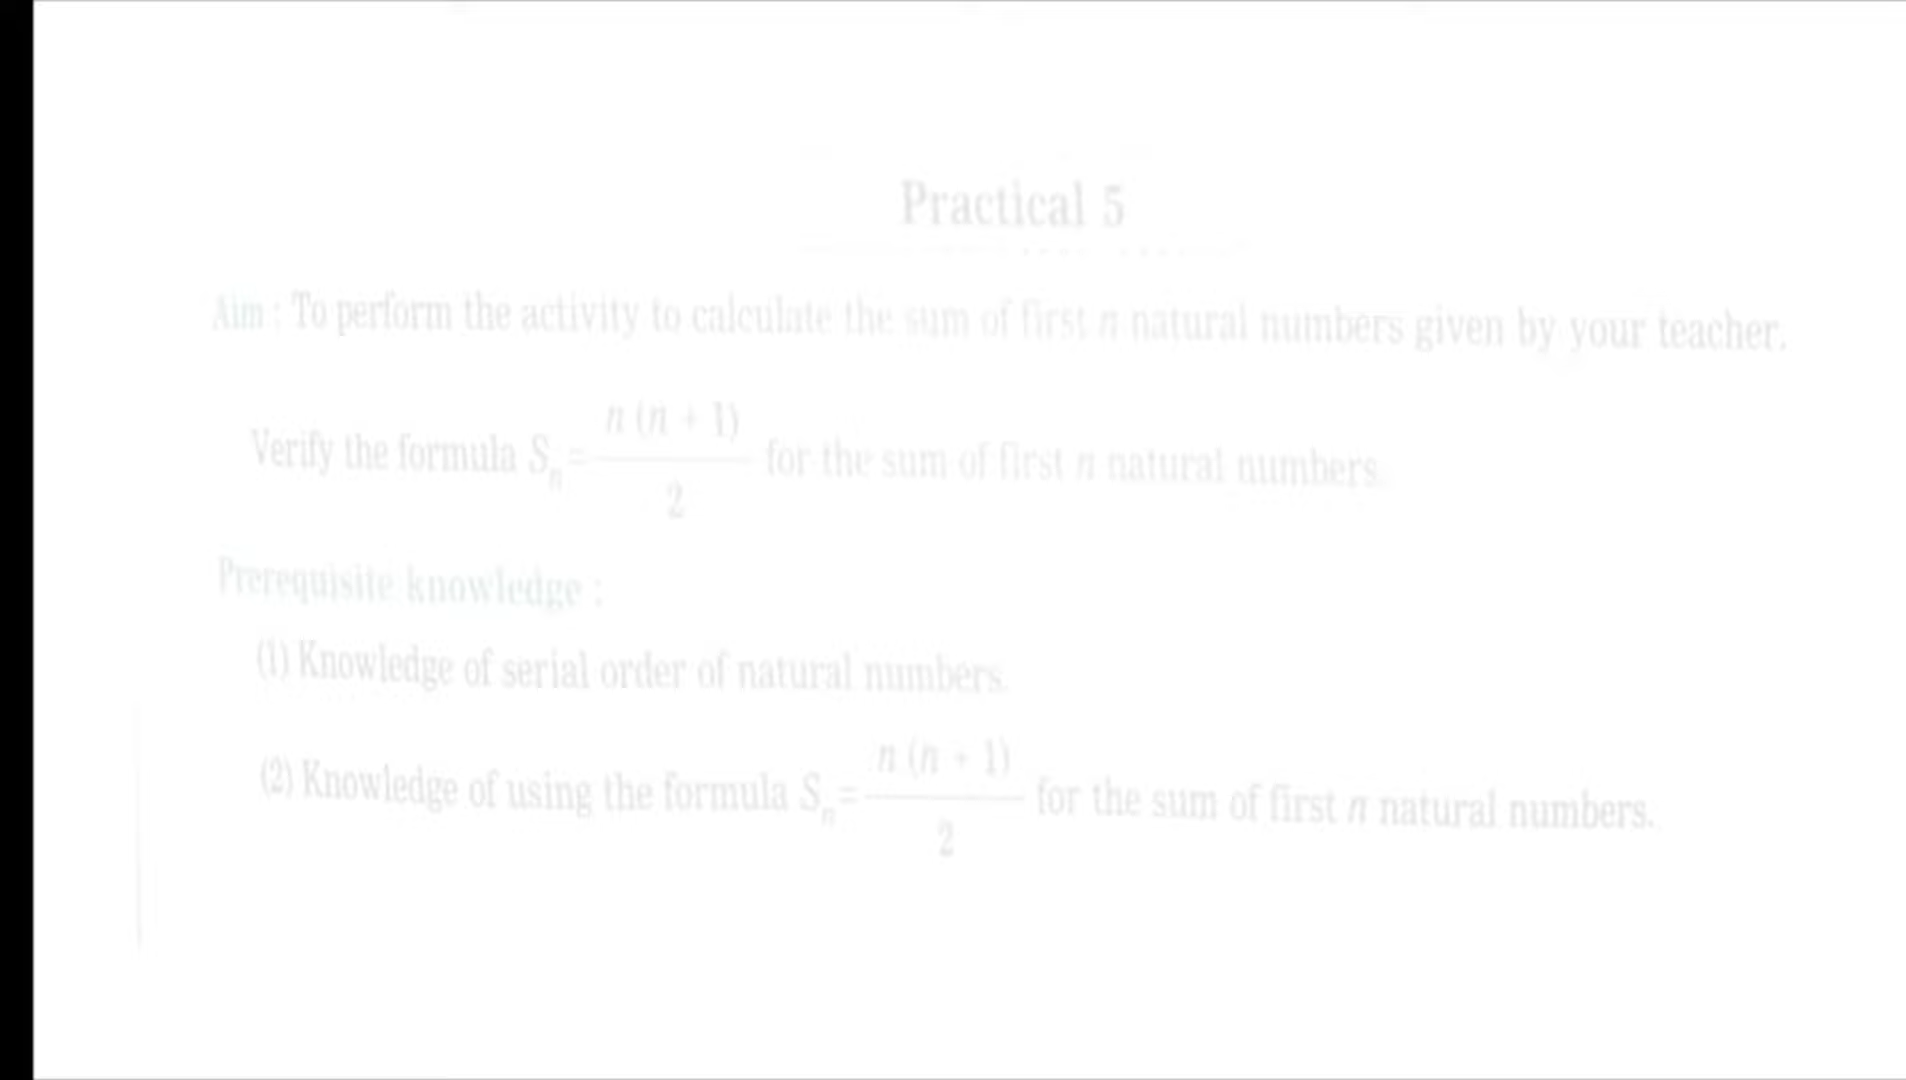 Practical 5
Aim : To perform the activity to calculate the sum of first n natural numbers given by your teacher.
Verify the formula Sn = n (n + 1) / 2 for the sum of first n natural numbers.
Prerequisite knowledge :
(1) Knowledge of serial order of natural numbers.
(2) Knowledge of using the formula Sn = n (n + 1) / 2 for the sum of first n natural numbers.